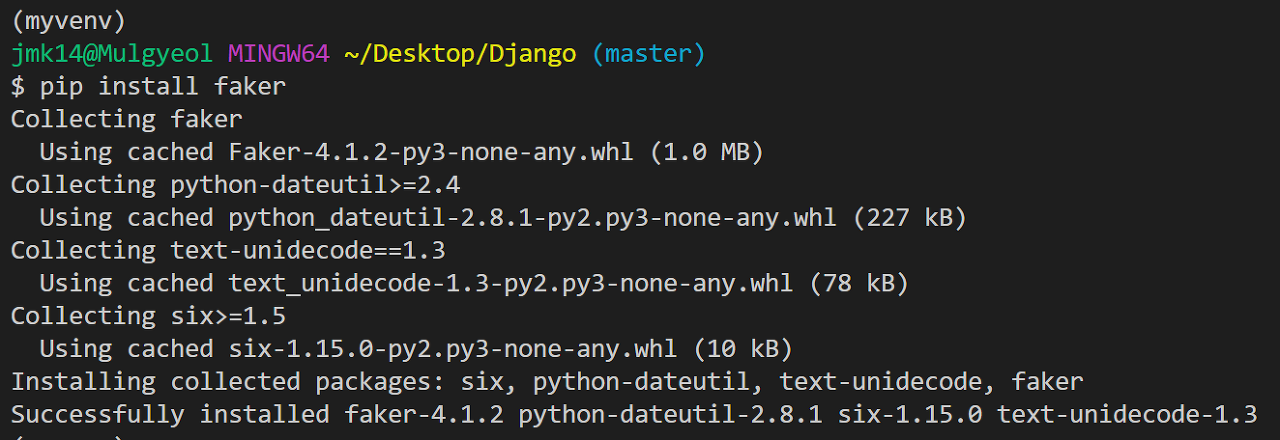 (myvenv)
jmk14@Mulgyeol MINGW64 ~/Desktop/Django (master)
$ pip install faker
Collecting faker
  Using cached Faker-4.1.2-py3-none-any.whl (1.0 MB)
Collecting python-dateutil>=2.4
  Using cached python_dateutil-2.8.1-py2.py3-none-any.whl (227 kB)
Collecting text-unidecode==1.3
  Using cached text_unidecode-1.3-py2.py3-none-any.whl (78 kB)
Collecting six>=1.5
  Using cached six-1.15.0-py2.py3-none-any.whl (10 kB)
Installing collected packages: six, python-dateutil, text-unidecode, faker
Successfully installed faker-4.1.2 python-dateutil-2.8.1 six-1.15.0 text-unidecode-1.3